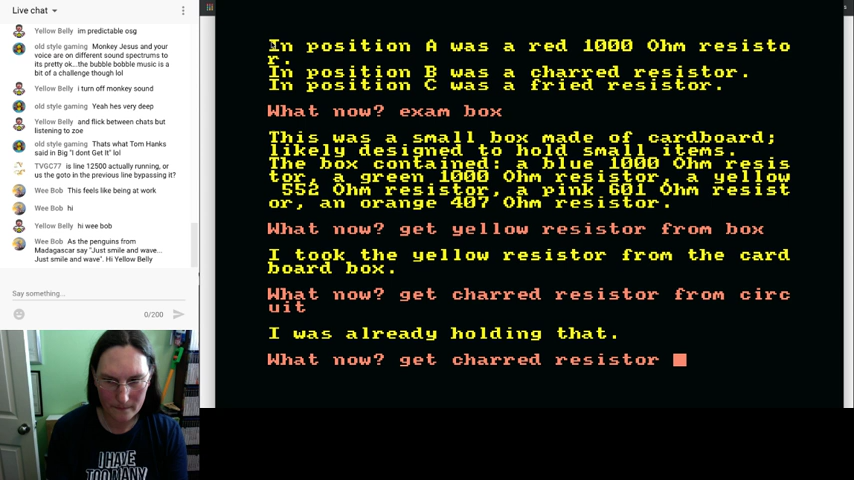 Live chat
Yellow Belly im predictable osg
old style gaming Monkey Jesus and your
voice are on different sound spectrums to
its pretty ok... the bubble bobble music is a
bit of a challenge though lol
Yellow Belly i turn off monkey sound
old style gaming Yeah hes very deep
Yellow Belly and flick between chats but
listening to zoe
old style gaming Thats what Tom Hanks
said in Big "I dont Get It" lol
TVGC77 is line 12500 actually running, or
us the goto in the previous line bypassing it?
Wee Bob This feels like being at work
Wee Bob hi
Yellow Belly hi wee bob
Wee Bob As the penguins from
Madagascar say "Just smile and wave...
Just smile and wave". Hi Yellow Belly
Say something...
0/200
In position A was a red 1000 Ohm resisto
r.
In position B was a charred resistor.
In position C was a fried resistor.
What now? exam box
This was a small box made of cardboard;
likely designed to hold small items.
The box contained: a blue 1000 Ohm resis
tor, a green 1000 Ohm resistor, a yellow
552 Ohm resistor, a pink 601 Ohm resist
or, an orange 407 Ohm resistor.
What now? get yellow resistor from box
I took the yellow resistor from the card
board box.
What now? get charred resistor from circ
uit
I was already holding that.
What now? get charred resistor
I HAVE
TOO MANY